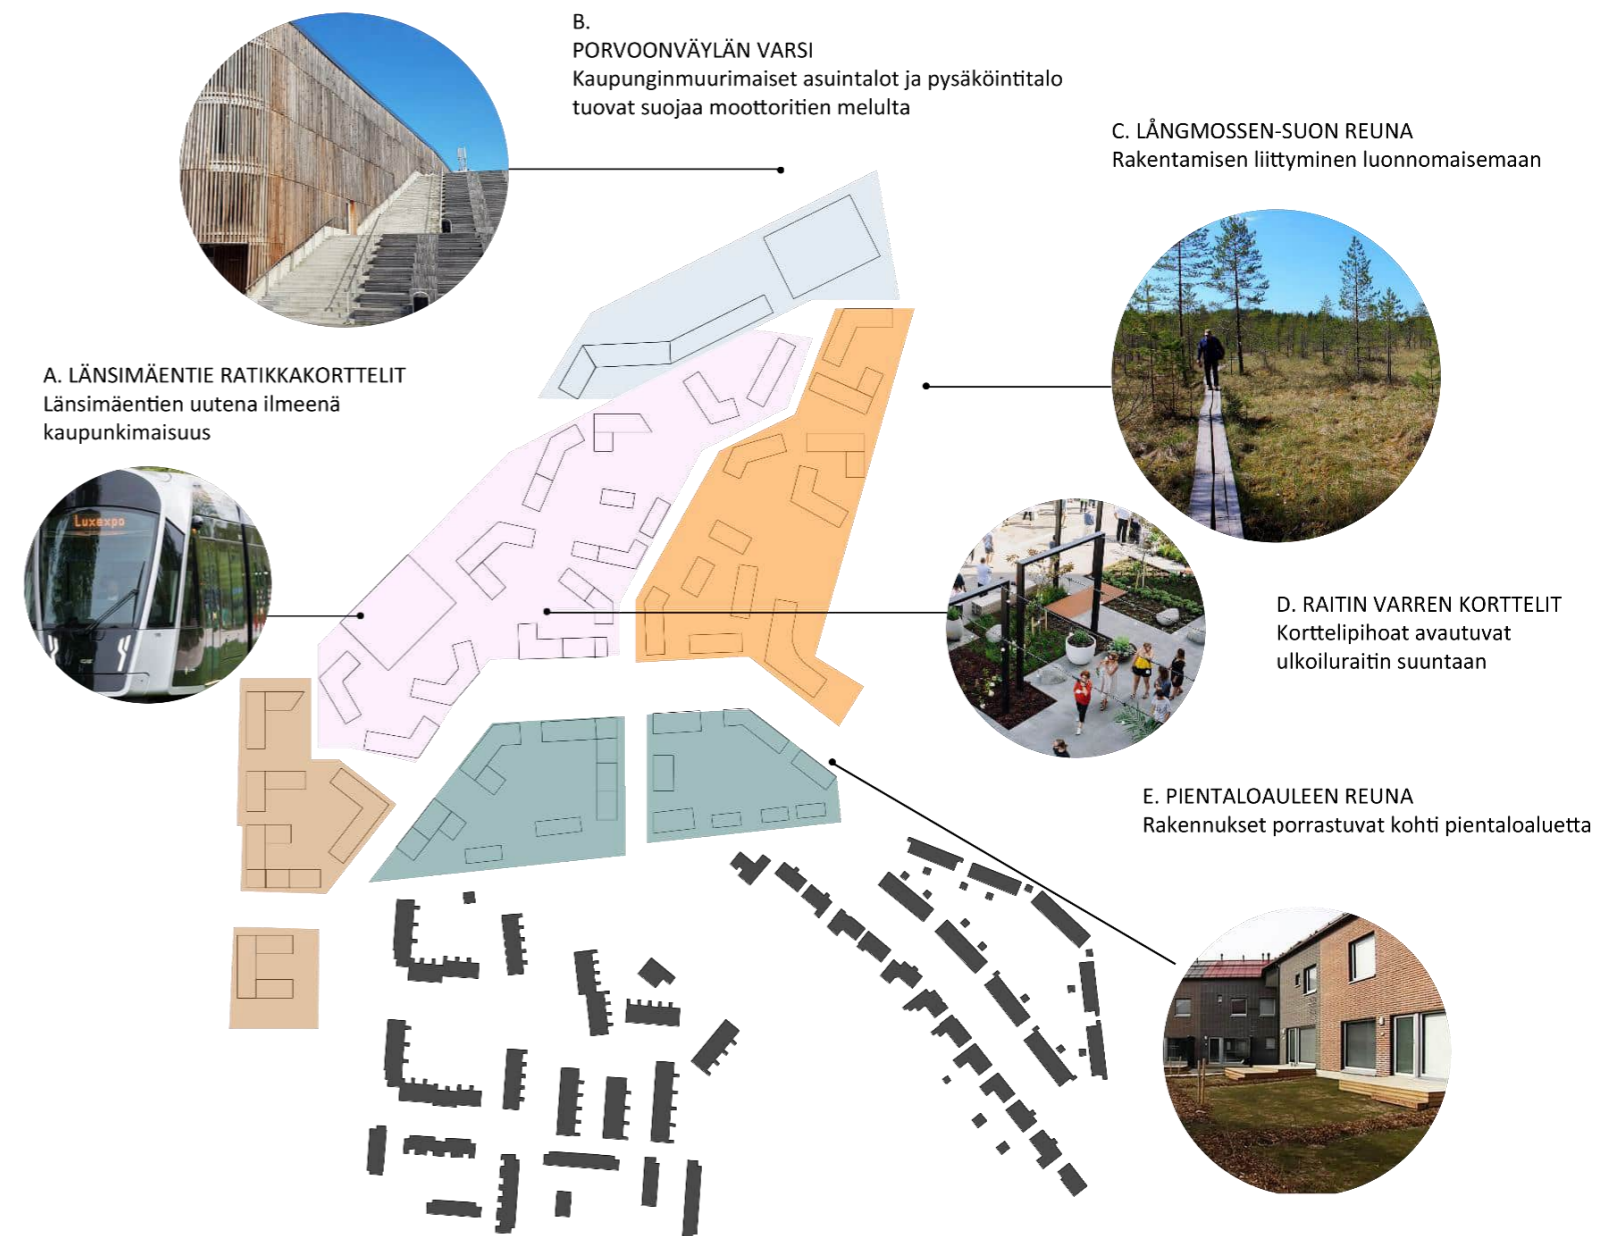 B.
PORVOONVÄYLÄN VARSI
Kaupunginmuurimaiset asuintalot ja pysäköintitalo
tuovat suojaa moottoritien melulta
C. LÅNGMOSSEN-SUON REUNA
Rakentamisen liittyminen luonnomaisemaan
A. LÄNSIMÄENTIE RATIKKAKORTTELIT
Länsimäentien uutena ilmeenä
kaupunkimaisuus
Luxexpo
D. RAITIN VARREN KORTTELIT
Korttelipihoat avautuvat
ulkoiluraitin suuntaan
E. PIENTALOAULEEN REUNA
Rakennukset porrastuvat kohti pientaloaluetta